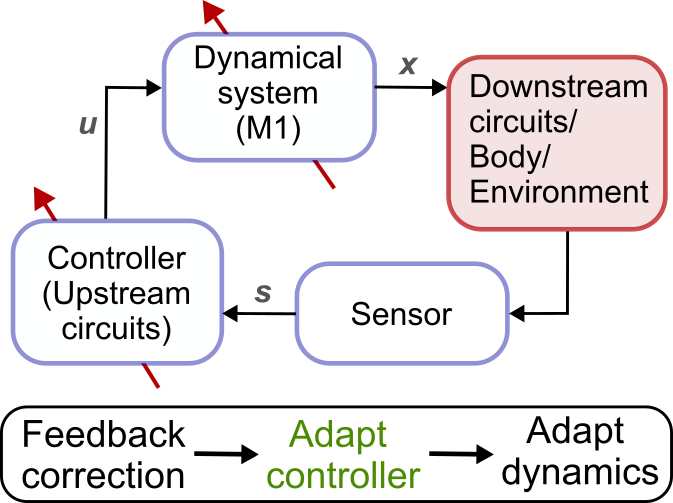 Dynamical
system
(M1)
x
Downstream
circuits/
Body/
Environment
u
Controller
(Upstream
circuits)
s
Sensor
Feedback
correction
Adapt
controller
Adapt
dynamics